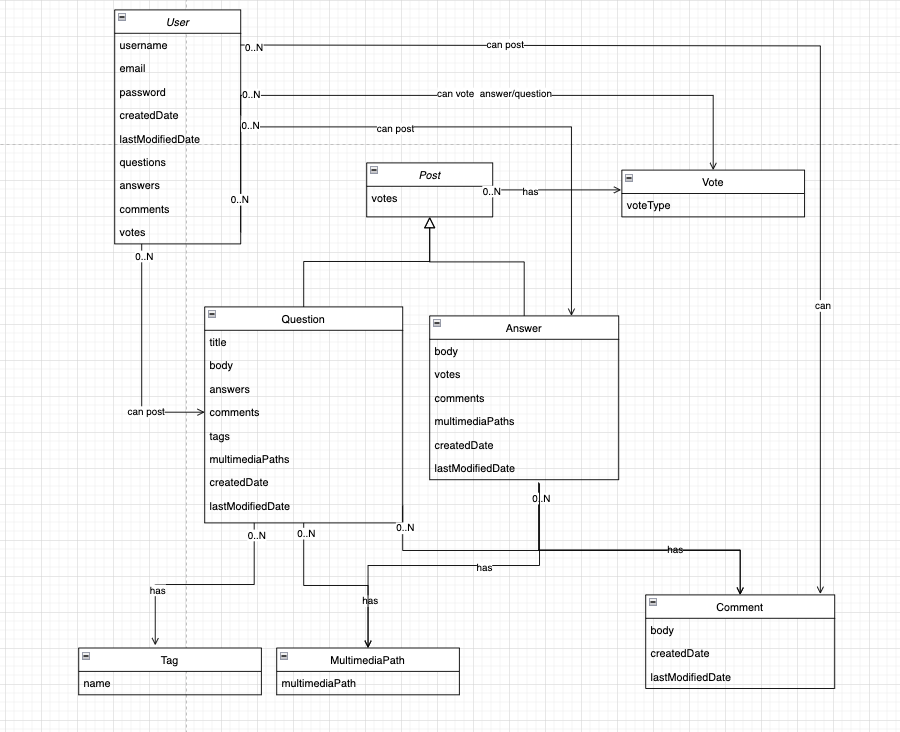 User
username
email
password
createdDate
lastModifiedDate
questions
answers
comments
votes
0..N
can post
0..N
can vote answer/question
0..N
can post
0..N
0..N
can post
can
Post
votes
0..N
has
Vote
voteType
Question
title
body
answers
comments
tags
multimediaPaths
createdDate
lastModifiedDate
Answer
body
votes
comments
multimediaPaths
createdDate
lastModifiedDate
0..N
0..N
0..N
0..N
has
has
has
has
Tag
name
MultimediaPath
multimediaPath
Comment
body
createdDate
lastModifiedDate